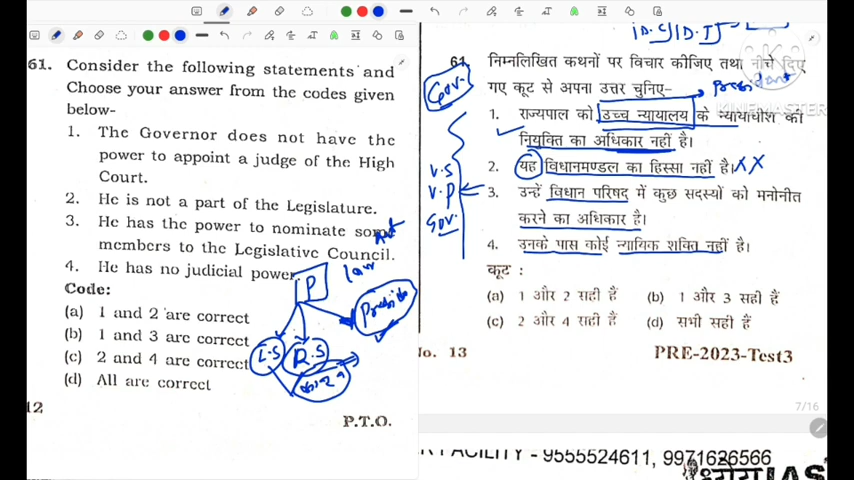 61. Consider the following statements and
Choose your answer from the codes given
below-
1. The Governor does not have the
power to appoint a judge of the High
Court.
2. He is not a part of the Legislature.
3. He has the power to nominate some
members to the Legislative Council.
4. He has no judicial power
Code:
(a) 1 and 2 are correct
(b) 1 and 3 are correct
(c) 2 and 4 are correct
(d) All are correct
12
P.T.O.
law
P
L.S
R.S
61. निम्नलिखित कथनों पर विचार कीजिए तथा नीचे दिए
गए कूट से अपना उत्तर चुनिए-
Gov.
1. राज्यपाल को उच्च न्यायालय के न्यायाधीश की
नियुक्ति का अधिकार नहीं है।
2. यह विधानमण्डल का हिस्सा नहीं है। XX
V.S
V.P
Gov.
3. उन्हें विधान परिषद में कुछ सदस्यों को मनोनीत
करने का अधिकार है।
4. उनके पास कोई न्यायिक शक्ति नहीं है।
कूट :
(a) 1 और 2 सही हैं (b) 1 और 3 सही हैं
(c) 2 और 4 सही हैं (d) सभी सही हैं
No. 13 PRE-2023-Test3
7/16
R FACILITY - 9555524611, 9971626566
KINEMASTER